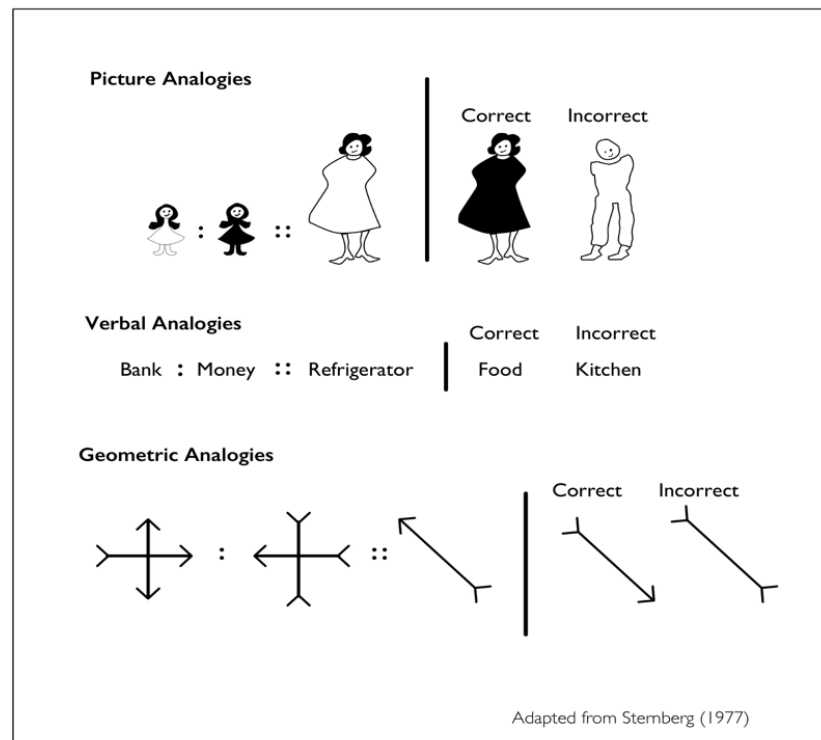 Picture Analogies
Correct Incorrect
: ::
Verbal Analogies
Correct Incorrect
Bank : Money :: Refrigerator Food Kitchen
Geometric Analogies
Correct Incorrect
: ::
Adapted from Sternberg (1977)